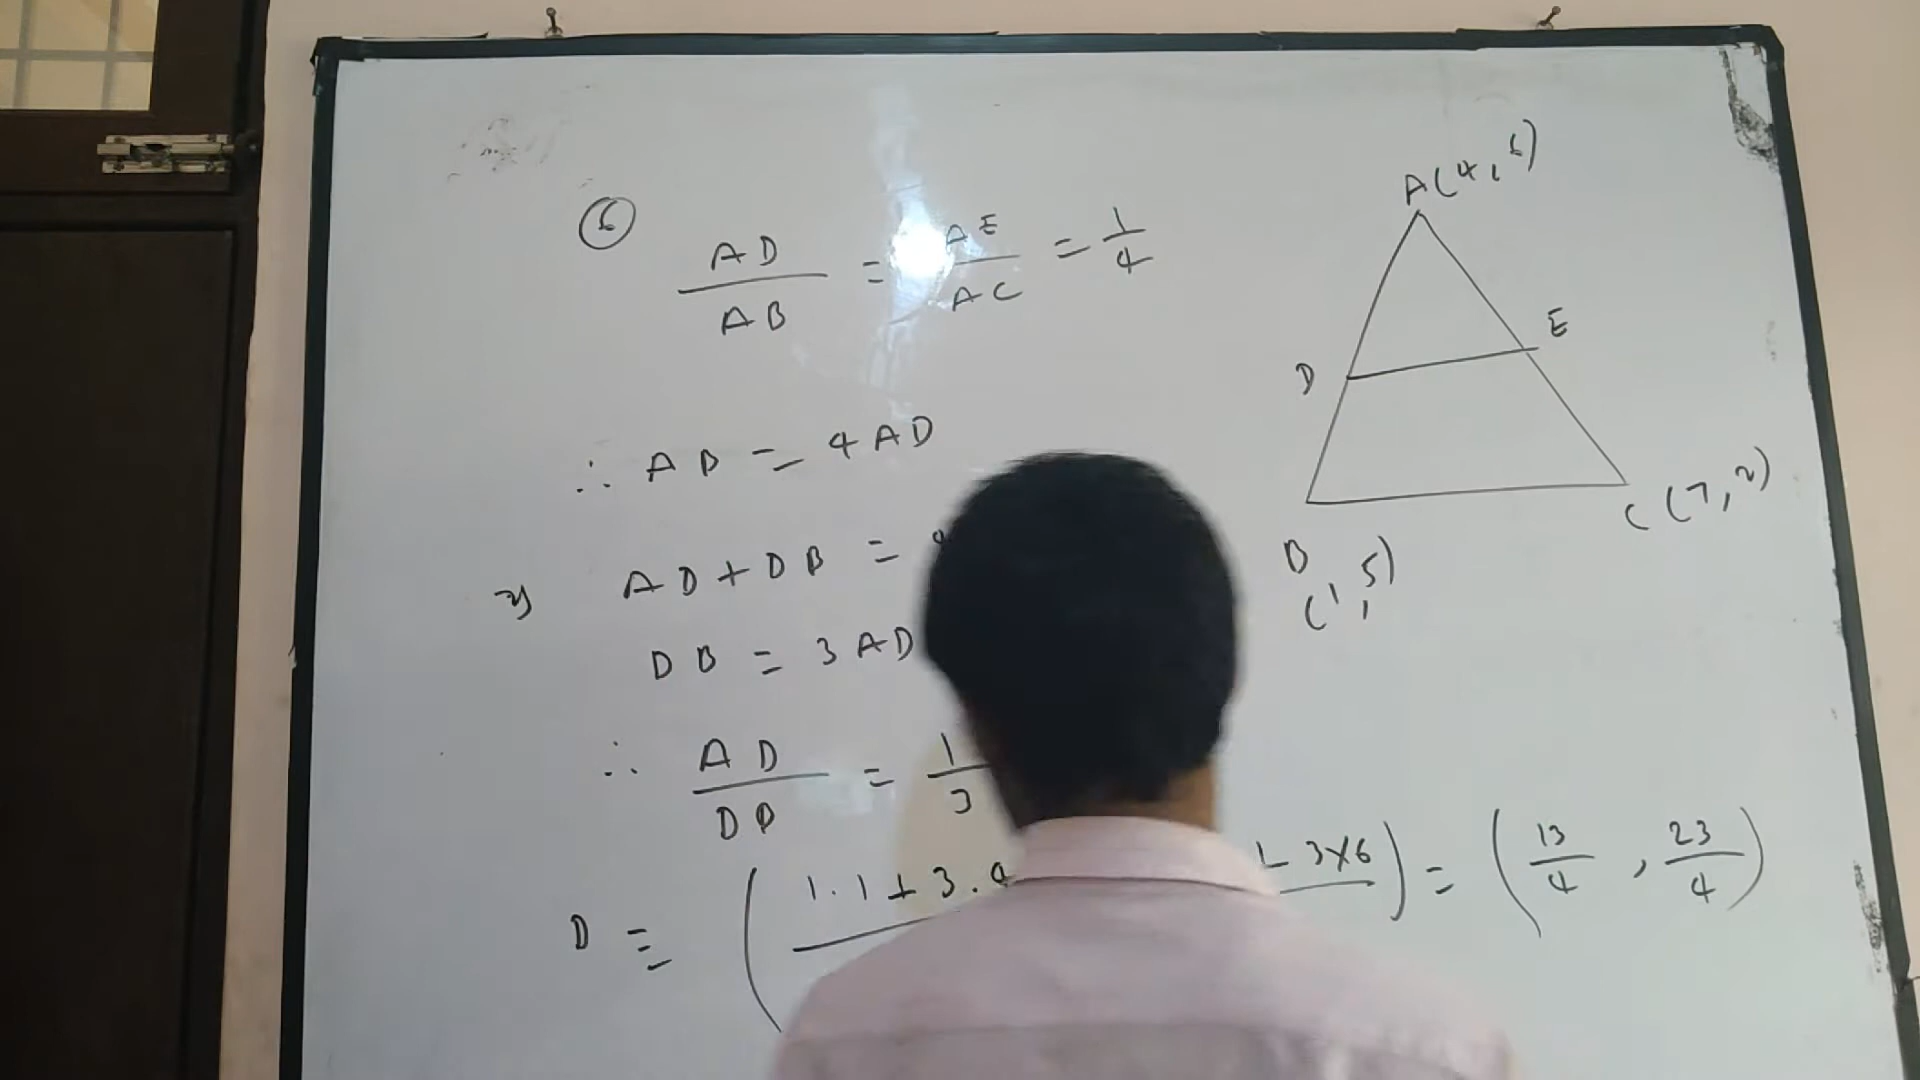 6
AD/AB = AE/AC = 1/4
∴ AB = 4AD
AD + DB =
DB = 3AD
∴ AD/DB = 1/3
D ≡ (1.1 + 3. 3×6) = (13/4, 23/4)
A(4, 6)
D
E
B
(1, 5)
C(7, 2)